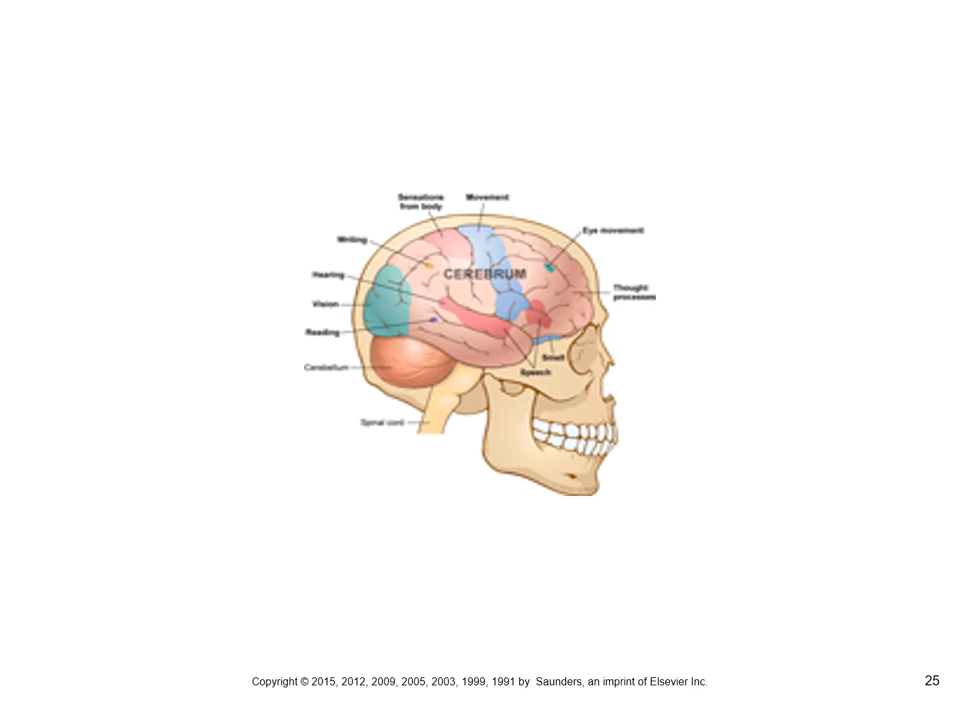 Sensations
from body
Movement
Eye movement
Writing
CEREBRUM
Hearing
Thought
processes
Vision
Reading
Smell
Cerebellum
Speech
Spinal cord
Copyright © 2015, 2012, 2009, 2005, 2003, 1999, 1991 by Saunders, an imprint of Elsevier Inc.
25